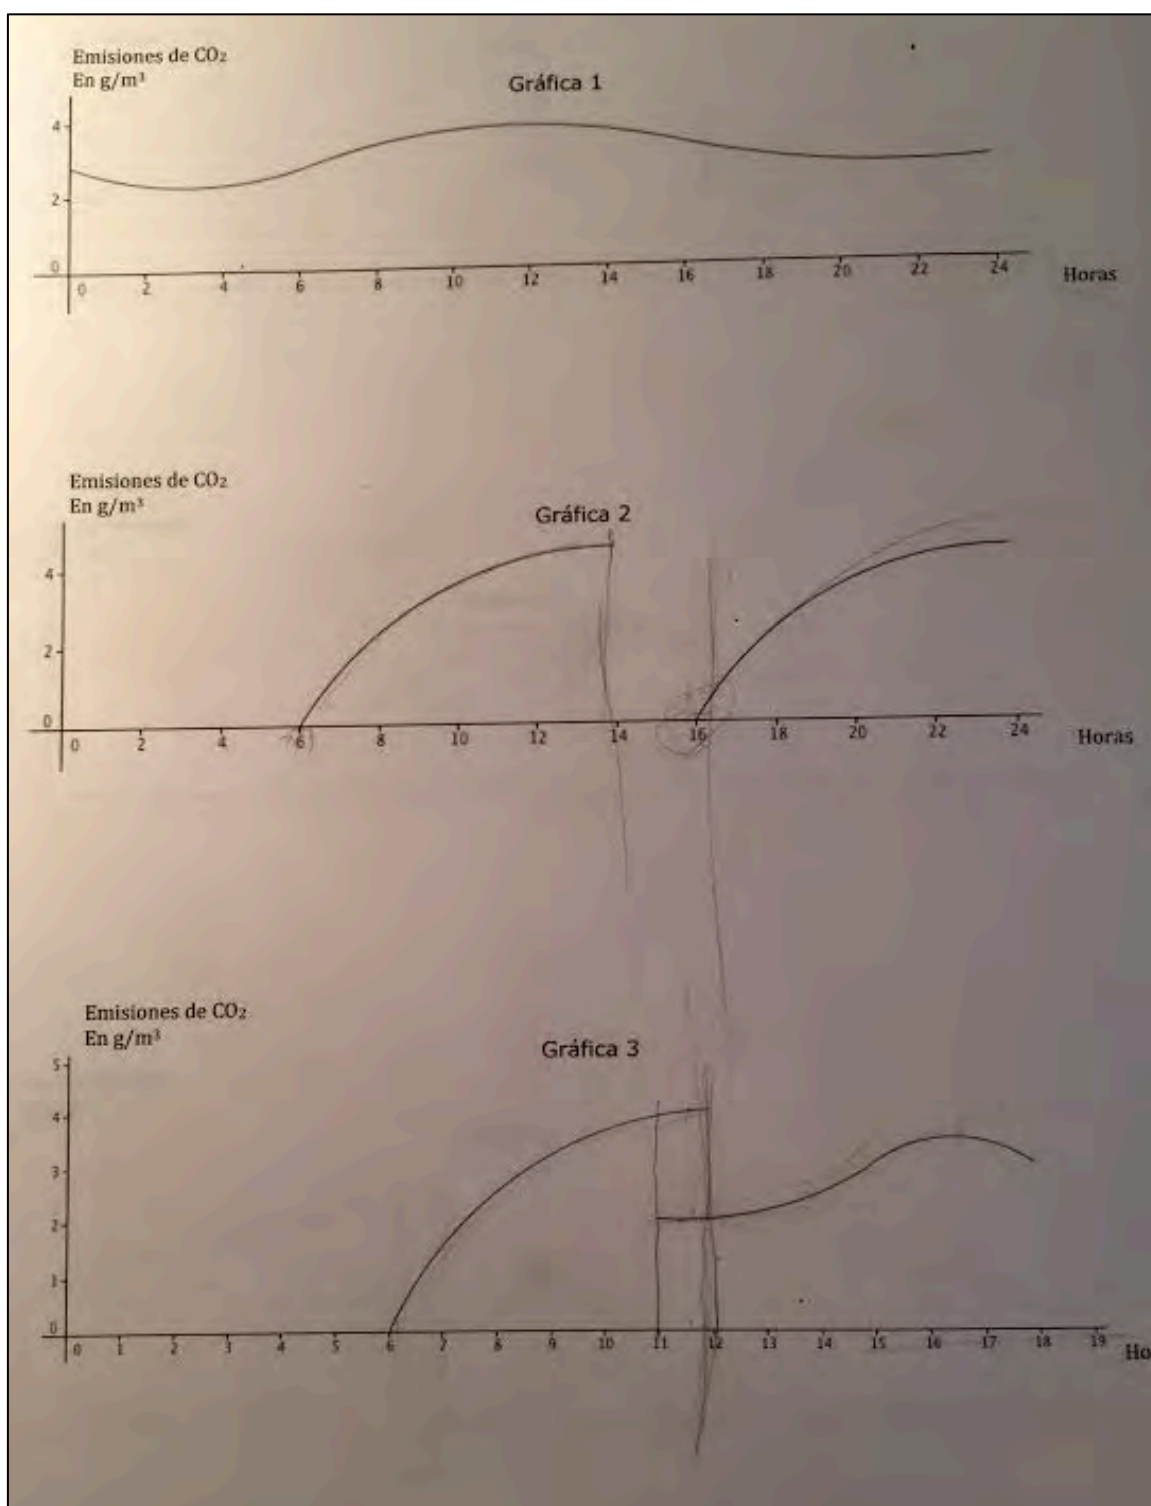 Emisiones de CO₂
En g/m³
Gráfica 1
4
2
0
0 2 4 6 8 10 12 14 16 18 20 22 24
Horas
Emisiones de CO₂
En g/m³
Gráfica 2
4
2
0
0 2 4 6 8 10 12 14 16 18 20 22 24
Horas
Emisiones de CO₂
En g/m³
Gráfica 3
5
4
3
2
1
0
0 1 2 3 4 5 6 7 8 9 10 11 12 13 14 15 16 17 18 19
Ho